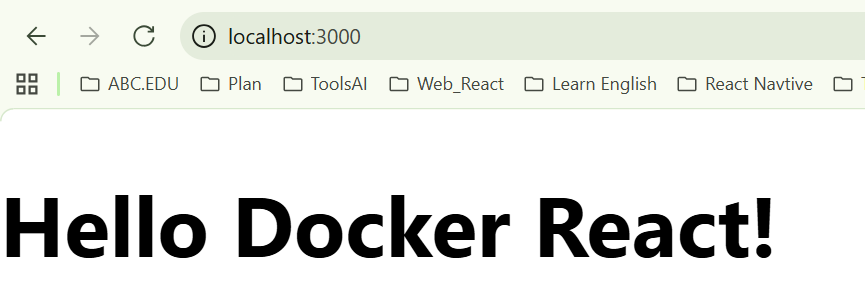 localhost:3000
ABC.EDU Plan ToolsAI Web_React Learn English React Navtive
Hello Docker React!